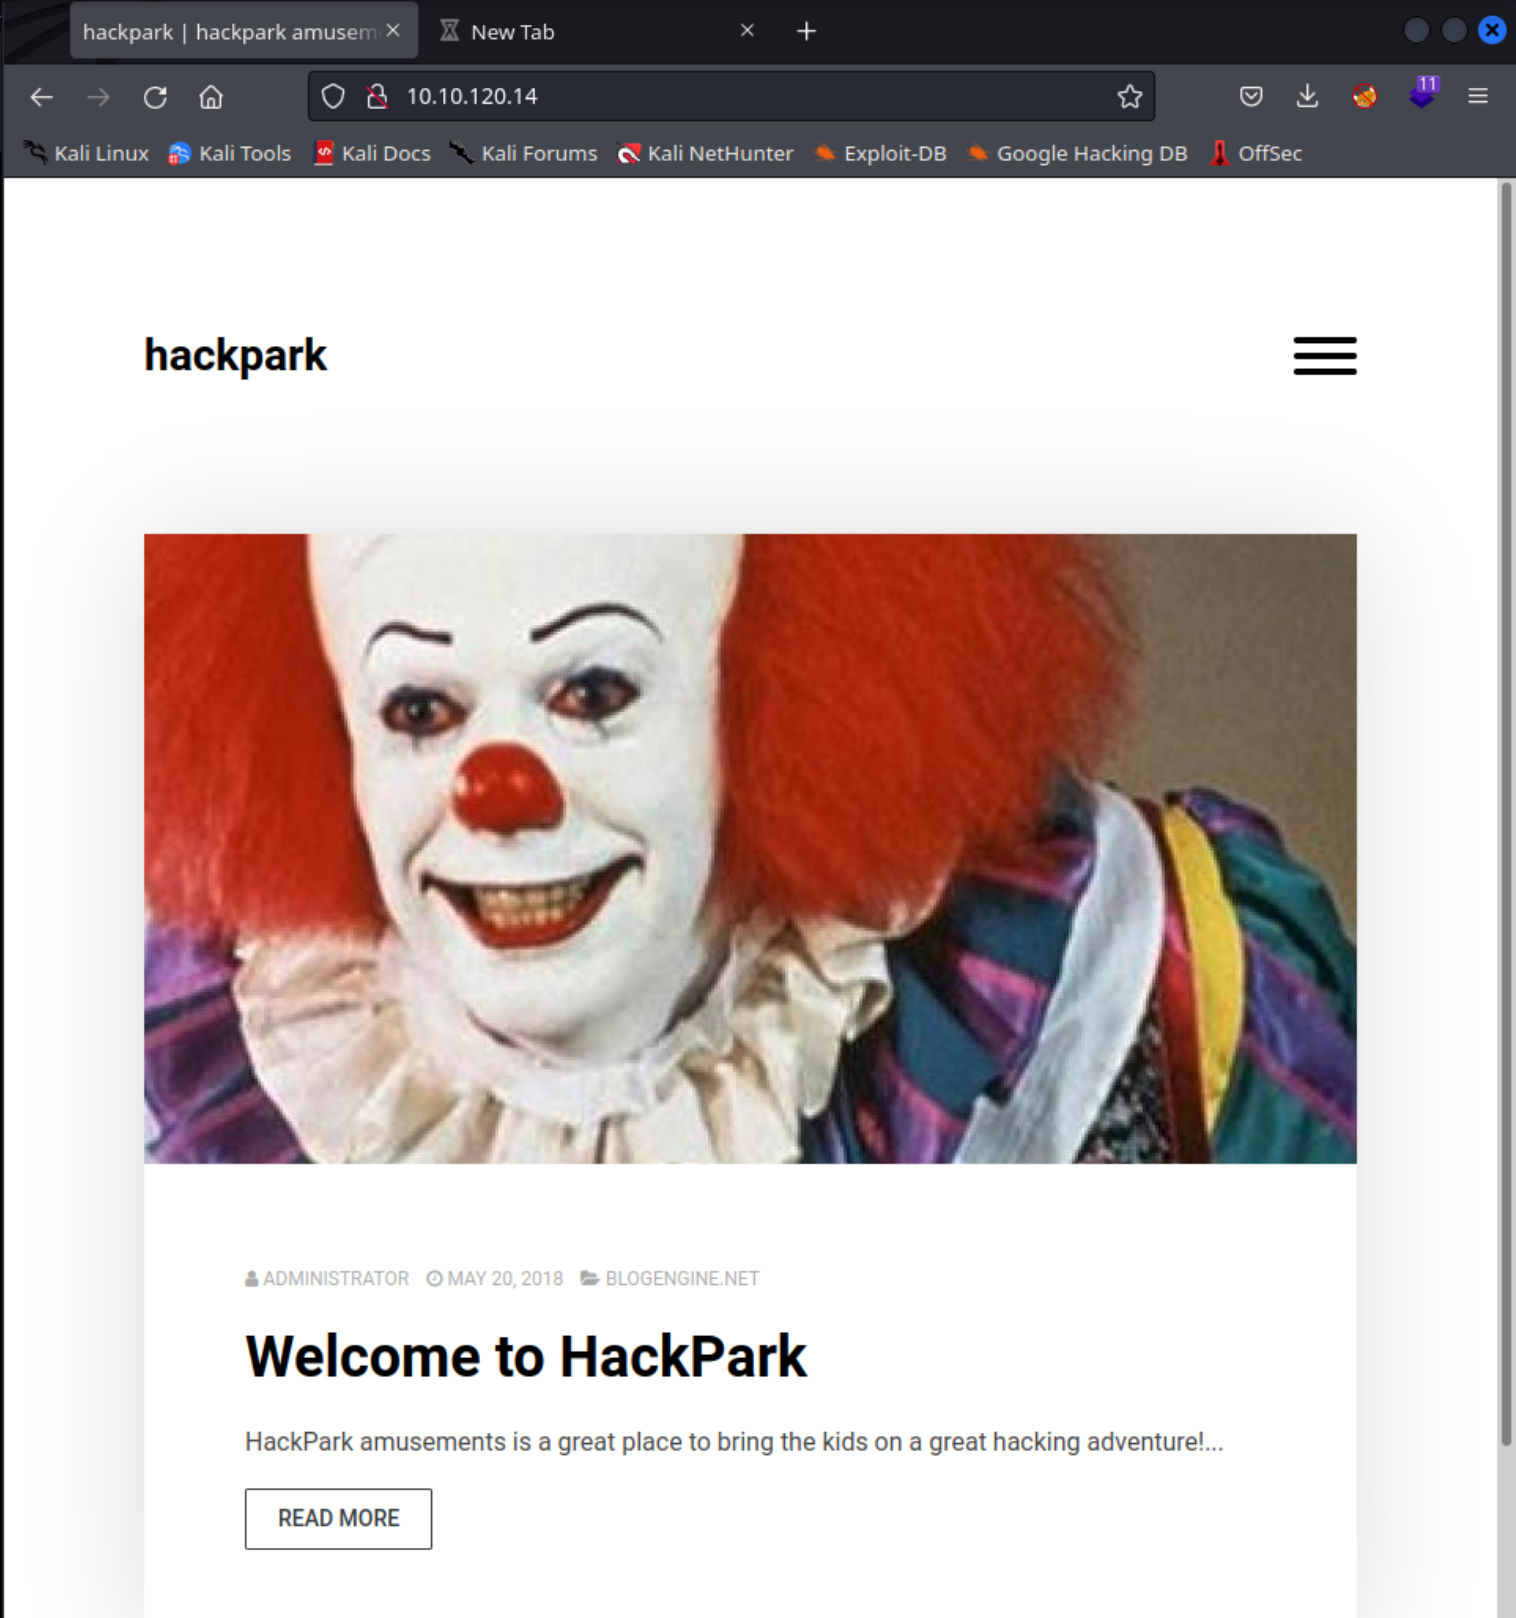 hackpark | hackpark amusem
New Tab
10.10.120.14
11
Kali Linux Kali Tools Kali Docs Kali Forums Kali NetHunter Exploit-DB Google Hacking DB OffSec
hackpark
ADMINISTRATOR MAY 20, 2018 BLOGENGINE.NET
Welcome to HackPark
HackPark amusements is a great place to bring the kids on a great hacking adventure!...
READ MORE